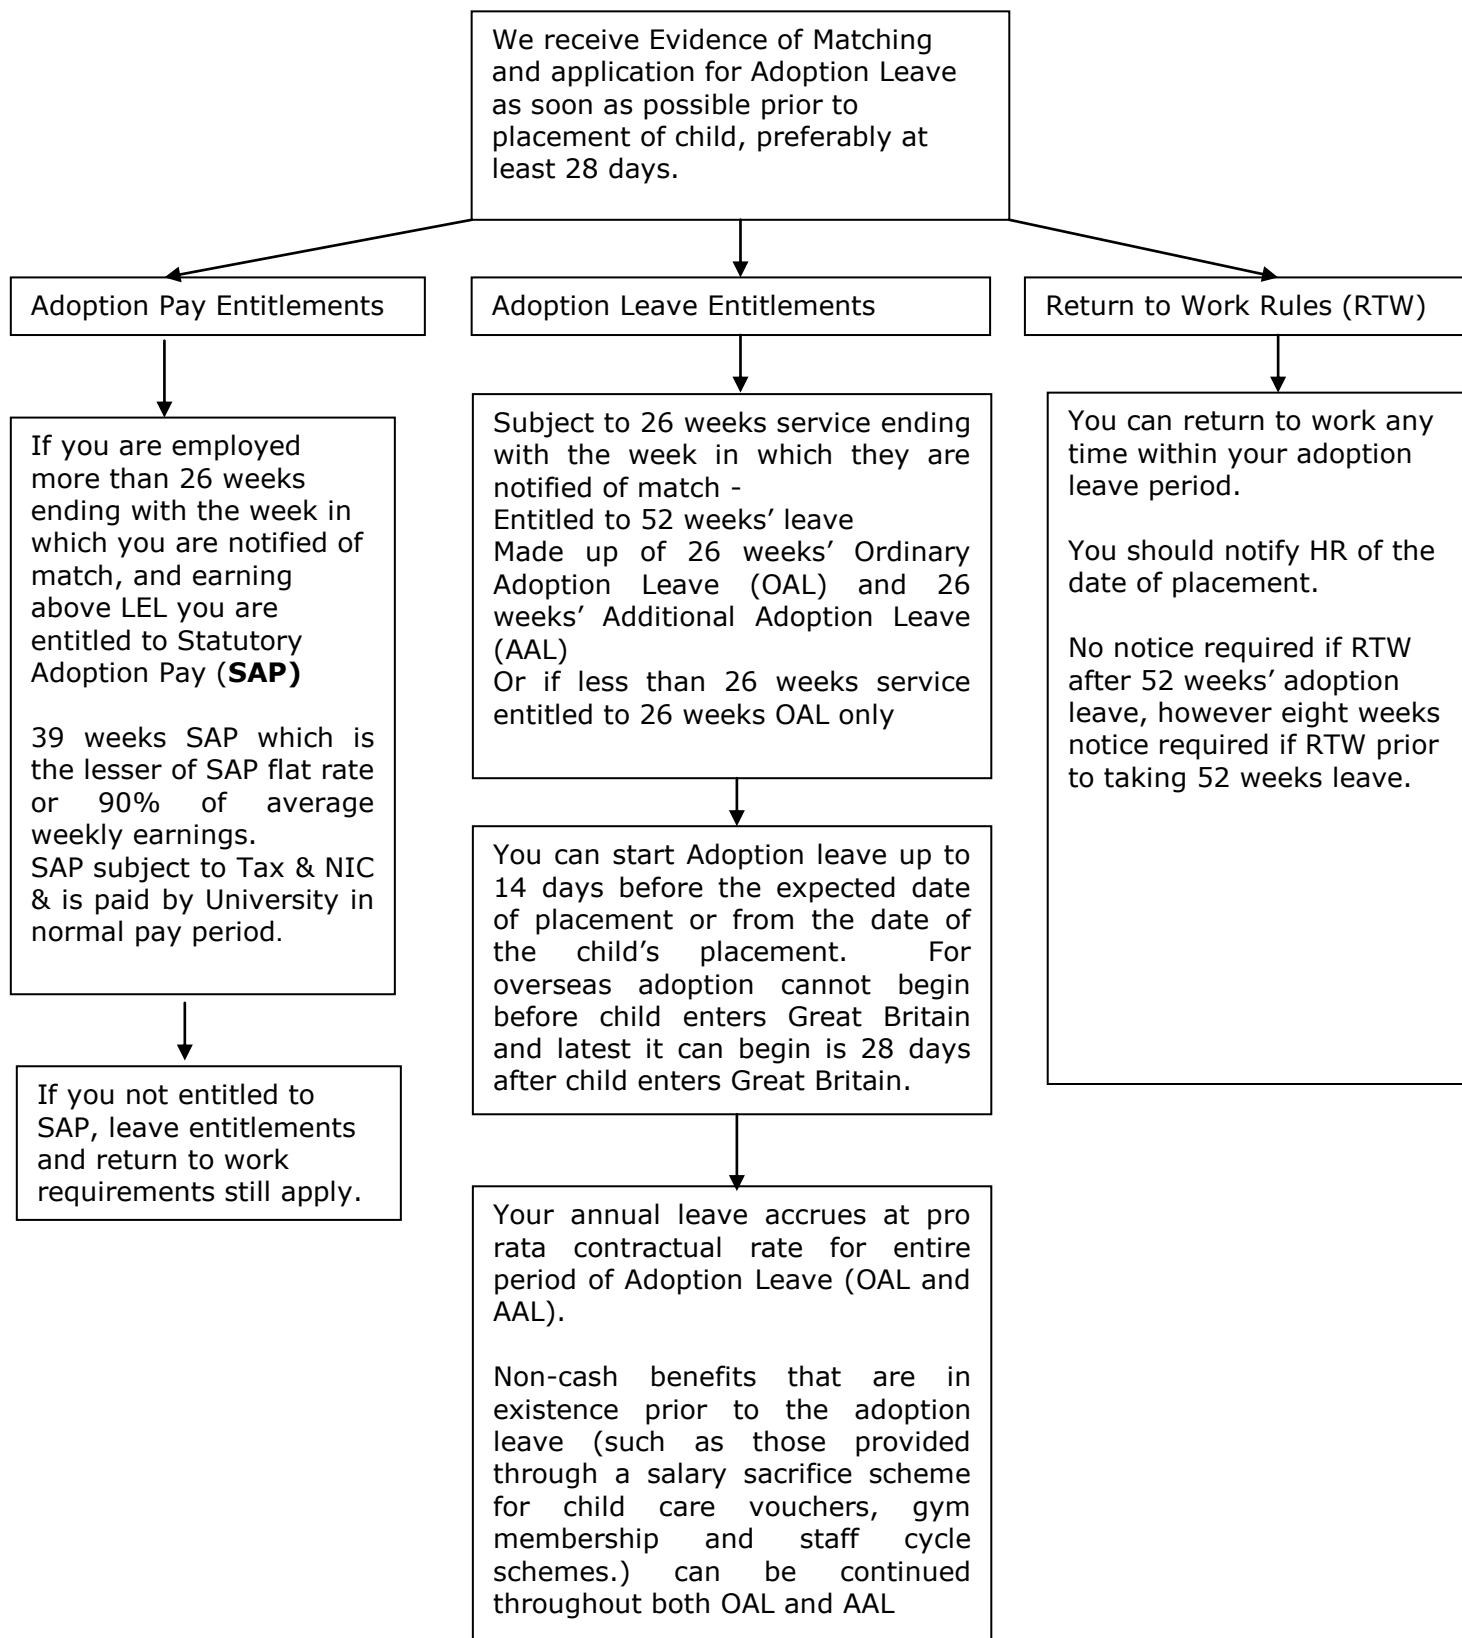 We receive Evidence of Matching
and application for Adoption Leave
as soon as possible prior to
placement of child, preferably at
least 28 days.
Adoption Pay Entitlements
If you are employed
more than 26 weeks
ending with the week in
which you are notified of
match, and earning
above LEL you are
entitled to Statutory
Adoption Pay (SAP)
39 weeks SAP which is
the lesser of SAP flat rate
or 90% of average
weekly earnings.
SAP subject to Tax & NIC
& is paid by University in
normal pay period.
If you not entitled to
SAP, leave entitlements
and return to work
requirements still apply.
Adoption Leave Entitlements
Subject to 26 weeks service ending
with the week in which they are
notified of match -
Entitled to 52 weeks’ leave
Made up of 26 weeks’ Ordinary
Adoption Leave (OAL) and 26
weeks’ Additional Adoption Leave
(AAL)
Or if less than 26 weeks service
entitled to 26 weeks OAL only
You can start Adoption leave up to
14 days before the expected date
of placement or from the date of
the child’s placement. For
overseas adoption cannot begin
before child enters Great Britain
and latest it can begin is 28 days
after child enters Great Britain.
Your annual leave accrues at pro
rata contractual rate for entire
period of Adoption Leave (OAL and
AAL).
Non-cash benefits that are in
existence prior to the adoption
leave (such as those provided
through a salary sacrifice scheme
for child care vouchers, gym
membership and staff cycle
schemes.) can be continued
throughout both OAL and AAL
Return to Work Rules (RTW)
You can return to work any
time within your adoption
leave period.
You should notify HR of the
date of placement.
No notice required if RTW
after 52 weeks’ adoption
leave, however eight weeks
notice required if RTW prior
to taking 52 weeks leave.